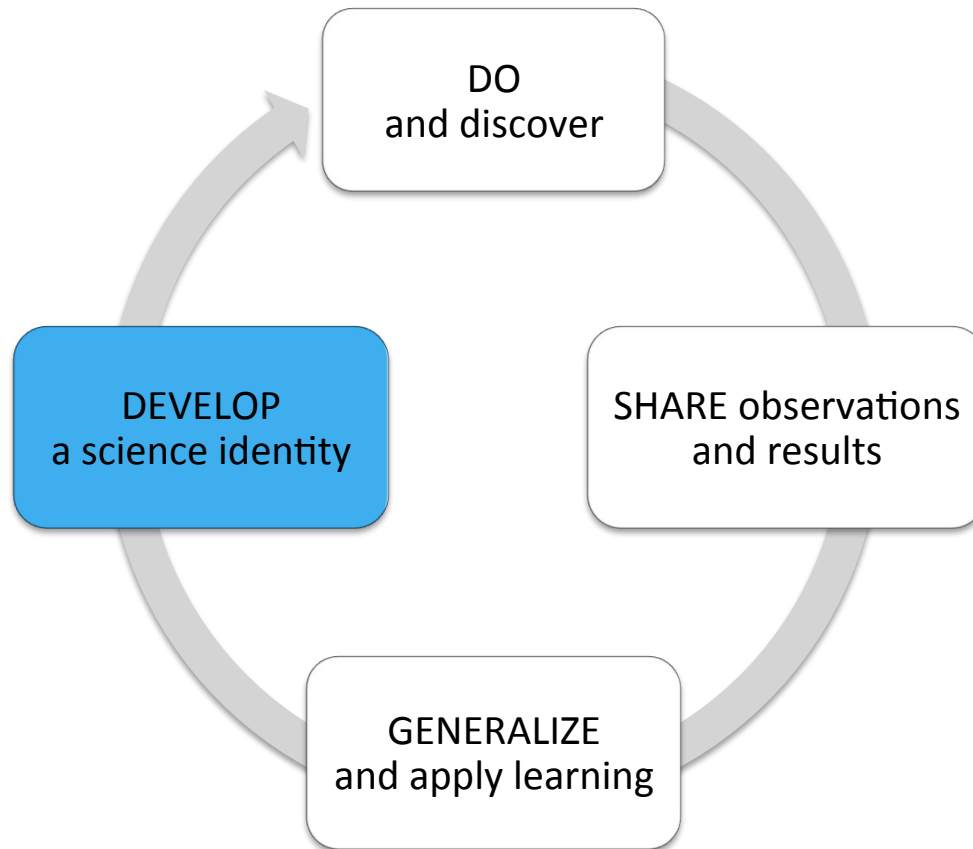 DO
and discover
SHARE observations
and results
GENERALIZE
and apply learning
DEVELOP
a science identity